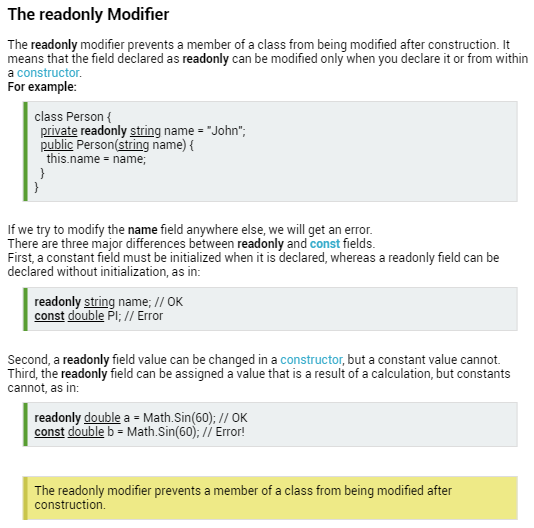 The readonly Modifier
The readonly modifier prevents a member of a class from being modified after construction. It
means that the field declared as readonly can be modified only when you declare it or from within
a constructor.
For example:
class Person {
private readonly string name = "John";
public Person(string name) {
this.name = name;
}
}
If we try to modify the name field anywhere else, we will get an error.
There are three major differences between readonly and const fields.
First, a constant field must be initialized when it is declared, whereas a readonly field can be
declared without initialization, as in:
readonly string name; // OK
const double PI; // Error
Second, a readonly field value can be changed in a constructor, but a constant value cannot.
Third, the readonly field can be assigned a value that is a result of a calculation, but constants
cannot, as in:
readonly double a = Math.Sin(60); // OK
const double b = Math.Sin(60); // Error!
The readonly modifier prevents a member of a class from being modified after
construction.